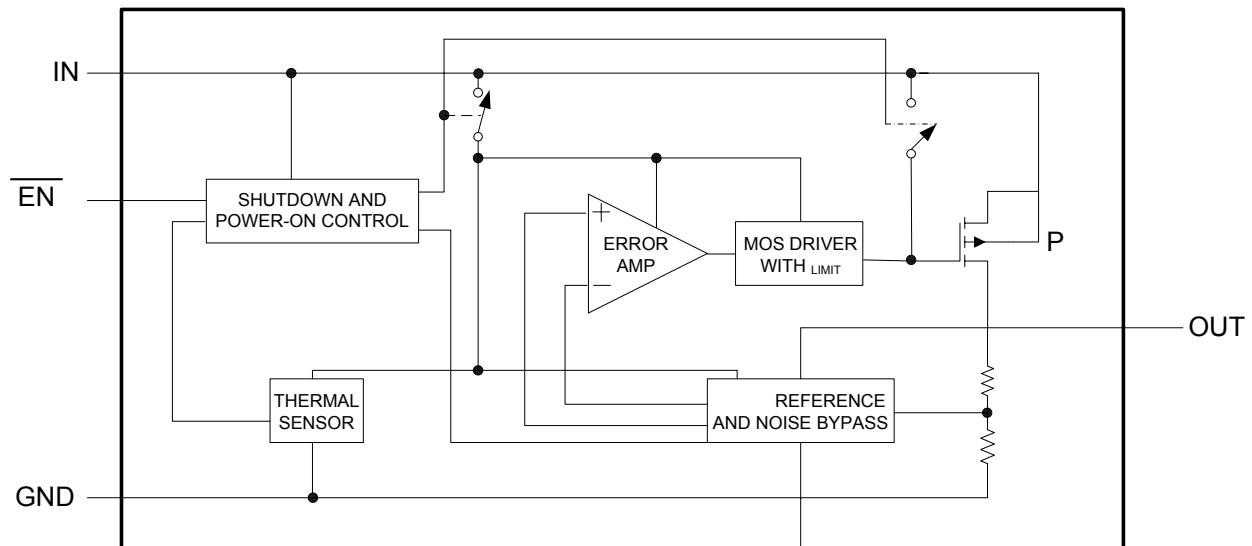 IN
EN
SHUTDOWN AND
POWER-ON CONTROL
+
ERROR
AMP
−
MOS DRIVER
WITH LIMIT
P
OUT
THERMAL
SENSOR
REFERENCE
AND NOISE BYPASS
GND